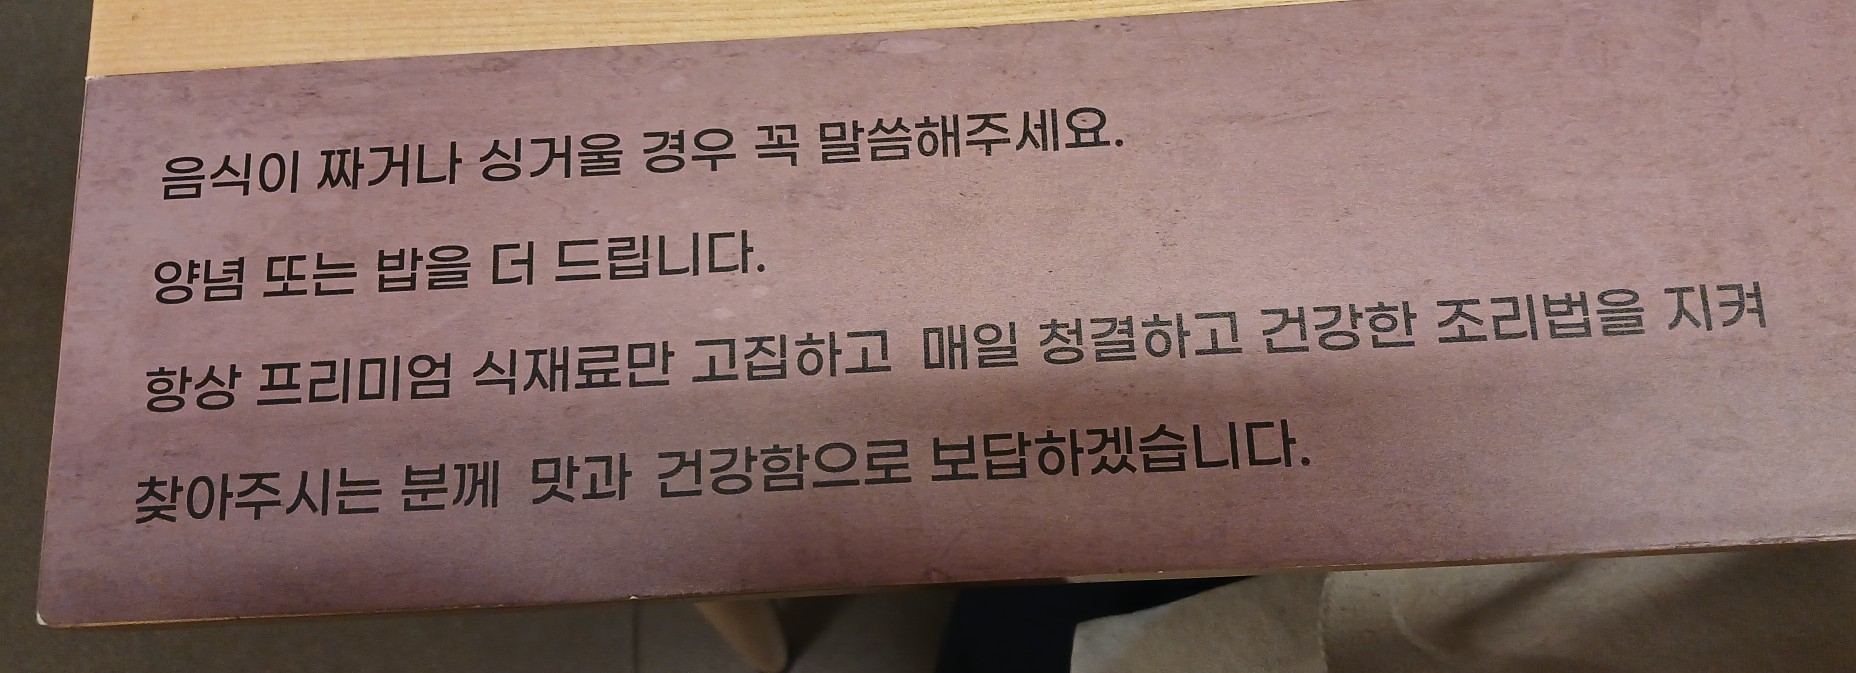 음식이 짜거나 싱거울 경우 꼭 말씀해주세요.
양념 또는 밥을 더 드립니다.
항상 프리미엄 식재료만 고집하고 매일 청결하고 건강한 조리법을 지켜
찾아주시는 분께 맛과 건강함으로 보답하겠습니다.